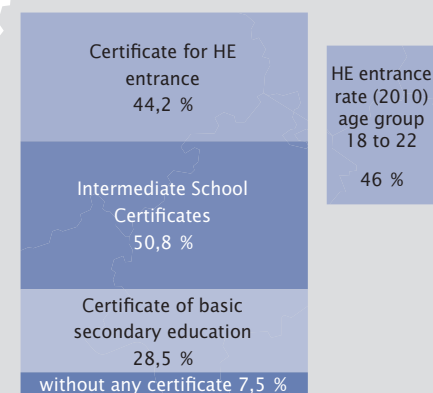 Certificate for HE
entrance
44,2 %
Intermediate School
Certificates
50,8 %
Certificate of basic
secondary education
28,5 %
without any certificate 7,5 %
HE entrance
rate (2010)
age group
18 to 22
46 %